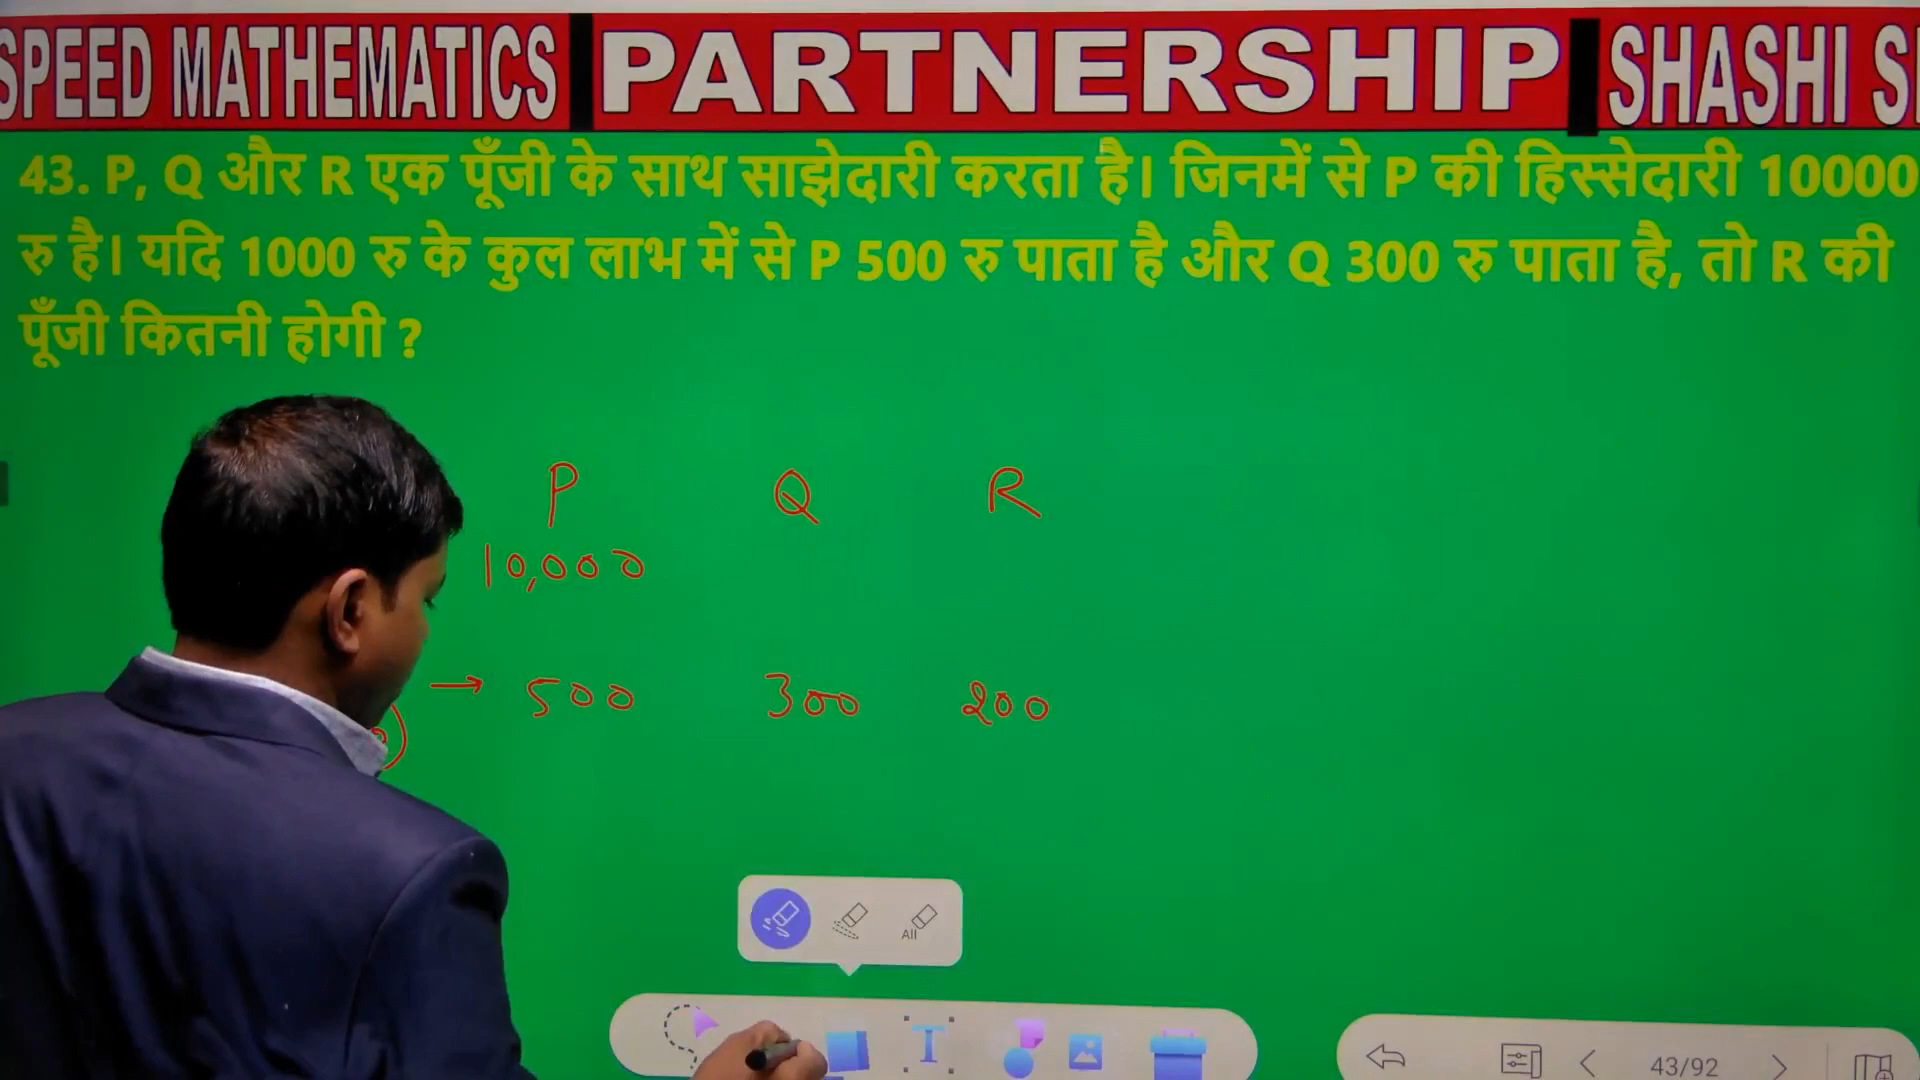 SPEED MATHEMATICS PARTNERSHIP SHASHI
43. P, Q और R एक पूँजी के साथ साझेदारी करता है। जिनमें से P की हिस्सेदारी 10000
रु है। यदि 1000 रु के कुल लाभ में से P 500 रु पाता है और Q 300 रु पाता है, तो R की
पूँजी कितनी होगी ?
P Q R
10,000
→ 500 300 200
All
T
43/92